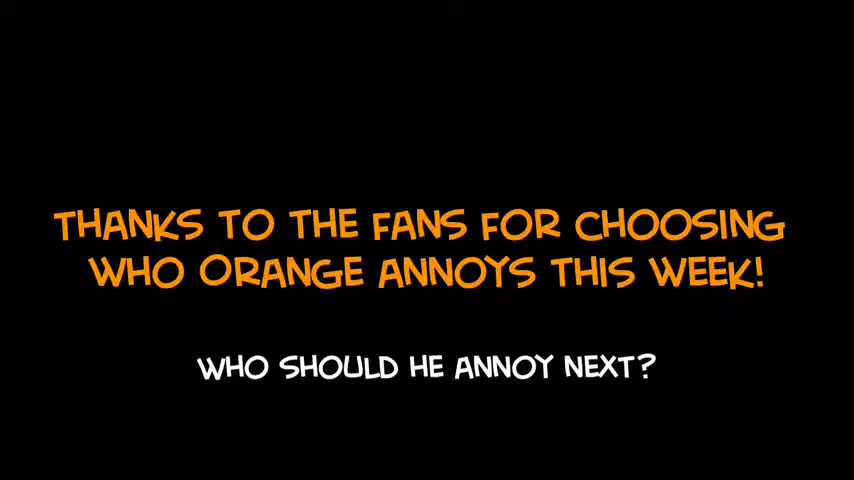 THANKS TO THE FANS FOR CHOOSING
WHO ORANGE ANNOYS THIS WEEK!
WHO SHOULD HE ANNOY NEXT?